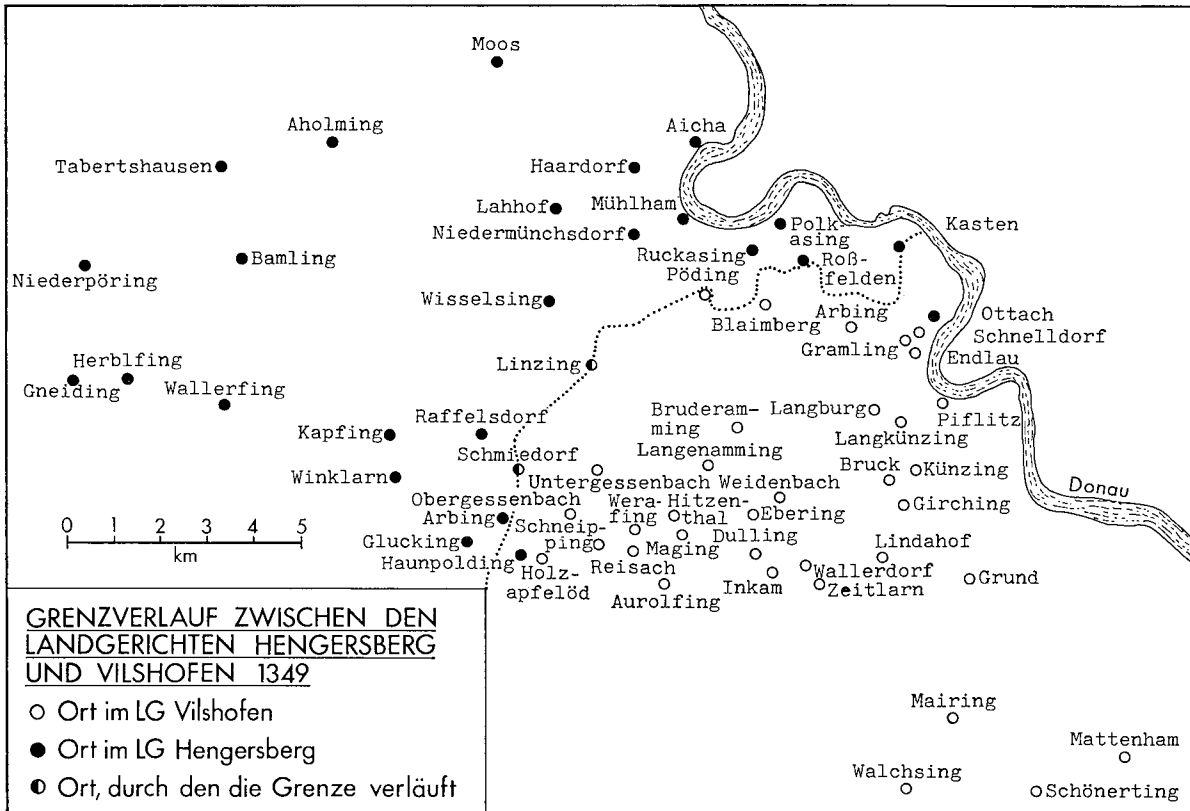 Moos
Aholming
Aicha
Tabertshausen
Haardorf
Lahhof
Mühlham
Niedermünchsdorf
Polk-
asing
Kasten
Ruckasing
Roß-
felden
Bamling
Niederpöring
Pöding
Wisselsing
Blaimberg
Arbing
Ottach
Schnelldorf
Gramling
Endlau
Linzing
Herblfing
Gneiding
Wallerfing
Raffelsdorf
Kapfing
Bruderam-
ming
Langburg
Piflitz
Langkünzing
Schmiedorf
Langenamming
Winklarn
Untergessenbach
Weidenbach
Bruck
Künzing
Donau
Obergessenbach
Wera-
fing
Hitzen-
thal
Ebering
Girching
Arbing
Schneip-
ping
Dulling
Glucking
Maging
Lindahof
Haunpolding
Holz-
apfelöd
Reisach
Inkam
Wallerdorf
Zeitlarn
Grund
Aurolfing
0 1 2 3 4 5
km
GRENZVERLAUF ZWISCHEN DEN
LANDGERICHTEN HENGERSBERG
UND VILSHOFEN 1349
Ort im LG Vilshofen
Ort im LG Hengersberg
Ort, durch den die Grenze verläuft
Mairing
Mattenham
Walchsing
Schönerting